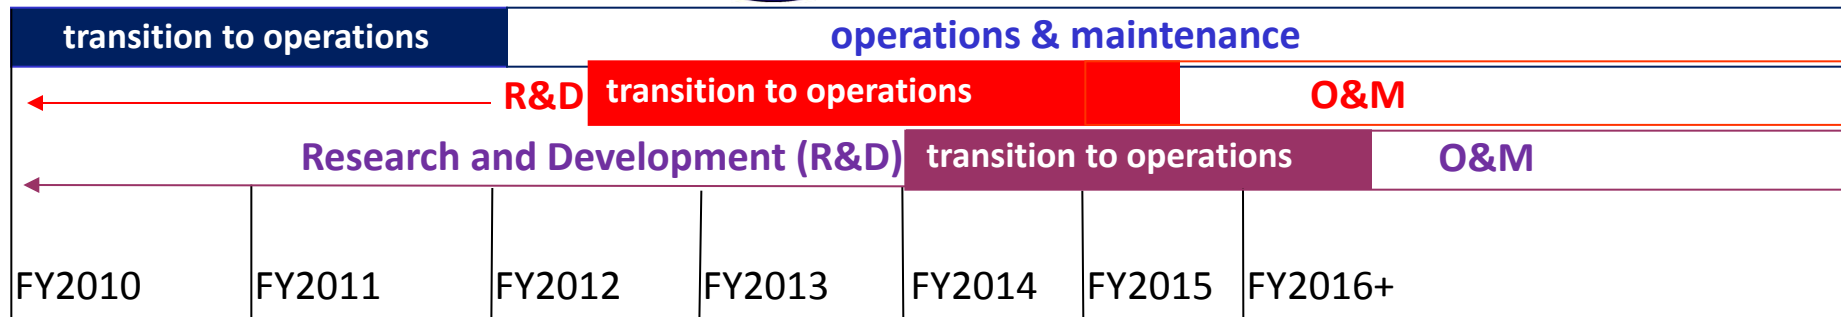 transition to operations operations & maintenance
R&D transition to operations O&M
Research and Development (R&D) transition to operations O&M
FY2010 FY2011 FY2012 FY2013 FY2014 FY2015 FY2016+